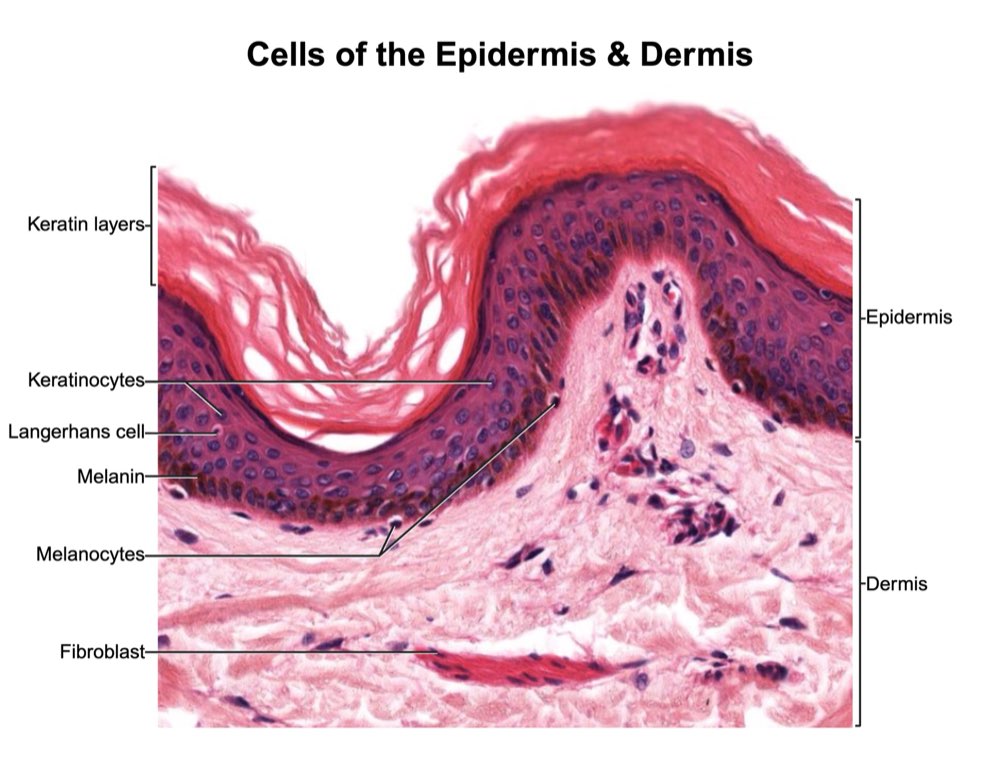 Cells of the Epidermis & Dermis
Keratin layers
Epidermis
Keratinocytes
Langerhans cell
Melanin
Melanocytes
Dermis
Fibroblast